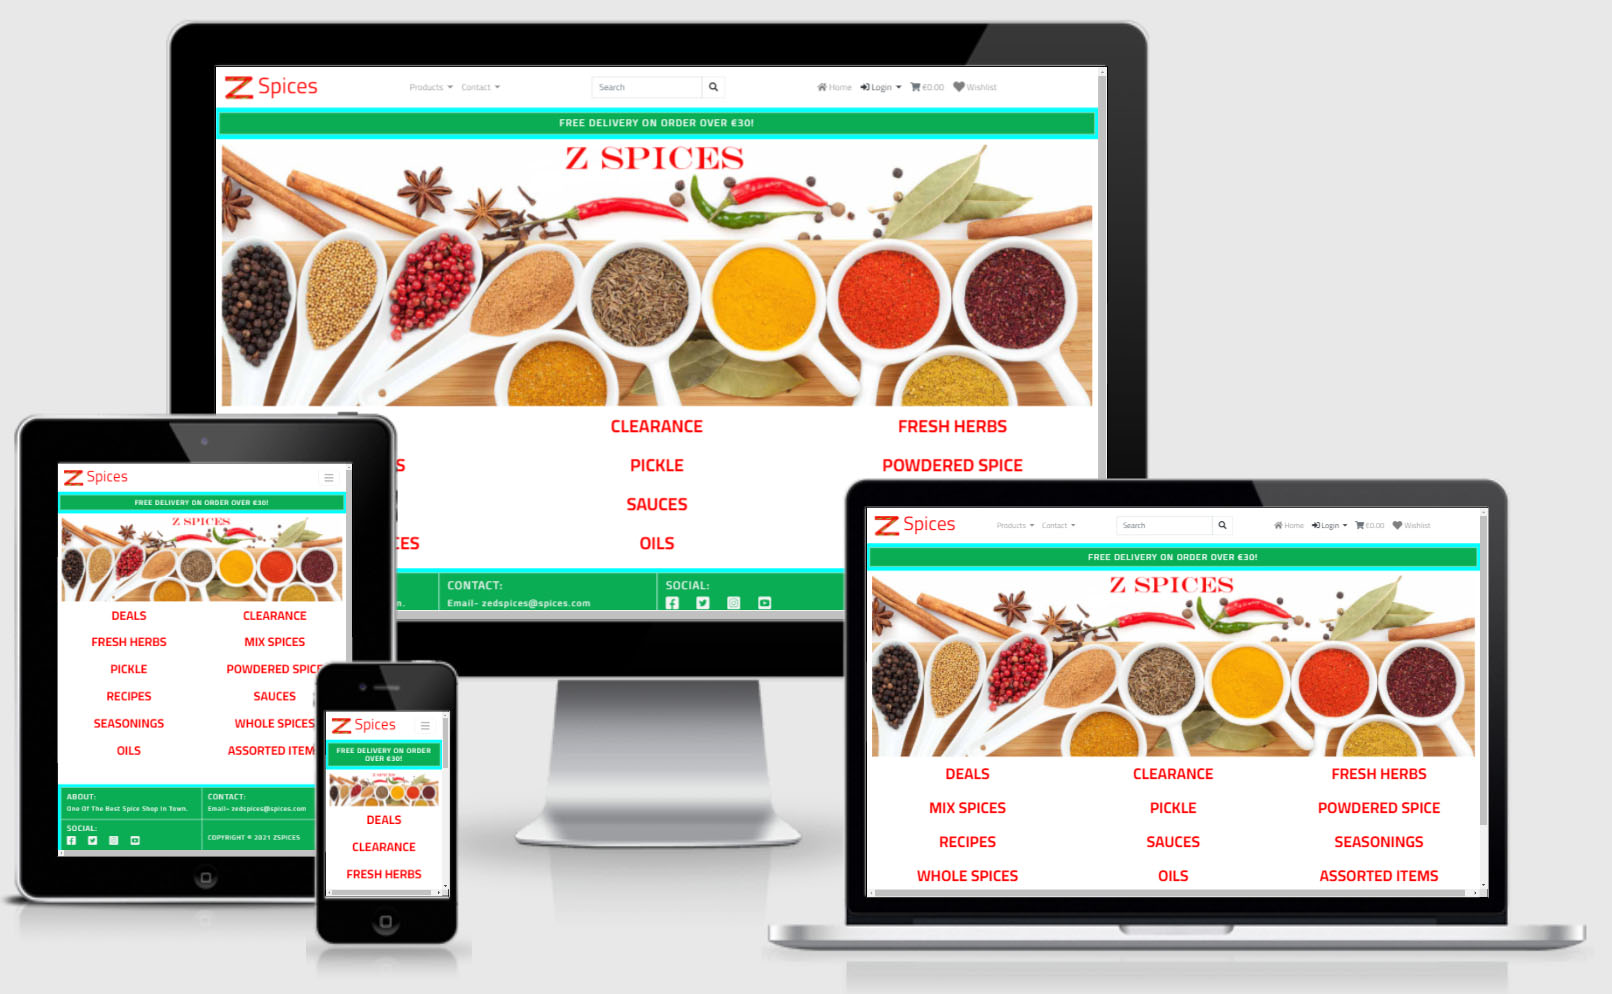 Z Spices
Products Contact
Search
Home Login €0.00 Wishlist
FREE DELIVERY ON ORDER OVER €30!
Z SPICES
CLEARANCE FRESH HERBS
S PICKLE POWDERED SPICE
SAUCES
CES OILS
CONTACT: SOCIAL:
n. Email- zedspices@spices.com
Z Spices
FREE DELIVERY ON ORDER OVER €30!
Z SPICES
DEALS CLEARANCE
FRESH HERBS MIX SPICES
PICKLE POWDERED SPICE
RECIPES SAUCES
SEASONINGS WHOLE SPICES
OILS ASSORTED ITEM
ABOUT: CONTACT:
One Of The Best Spice Shop In Town. Email- zedspices@spices.com
SOCIAL:
COPYRIGHT © 2021 ZSPICES
Z Spices
FREE DELIVERY ON ORDER
OVER €30!
Z SPICES
DEALS
CLEARANCE
FRESH HERBS
Z Spices
Products Contact
Search
Home Login €0.00 Wishlist
FREE DELIVERY ON ORDER OVER €30!
Z SPICES
DEALS CLEARANCE FRESH HERBS
MIX SPICES PICKLE POWDERED SPICE
RECIPES SAUCES SEASONINGS
WHOLE SPICES OILS ASSORTED ITEMS